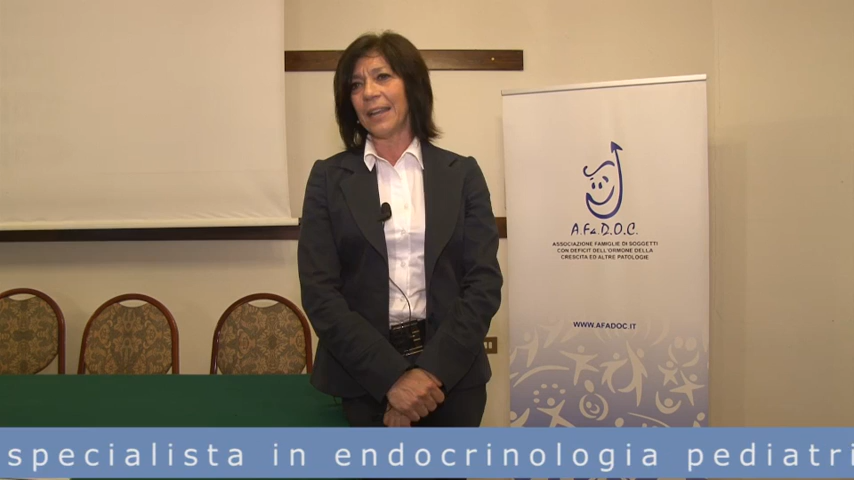 A.Fa.D.O.C.
ASSOCIAZIONE FAMIGLIE DI SOGGETTI
CON DEFICIT DELL'ORMONE DELLA
CRESCITA ED ALTRE PATOLOGIE
WWW.AFADOC.IT
specialista in endocrinologia pediatri